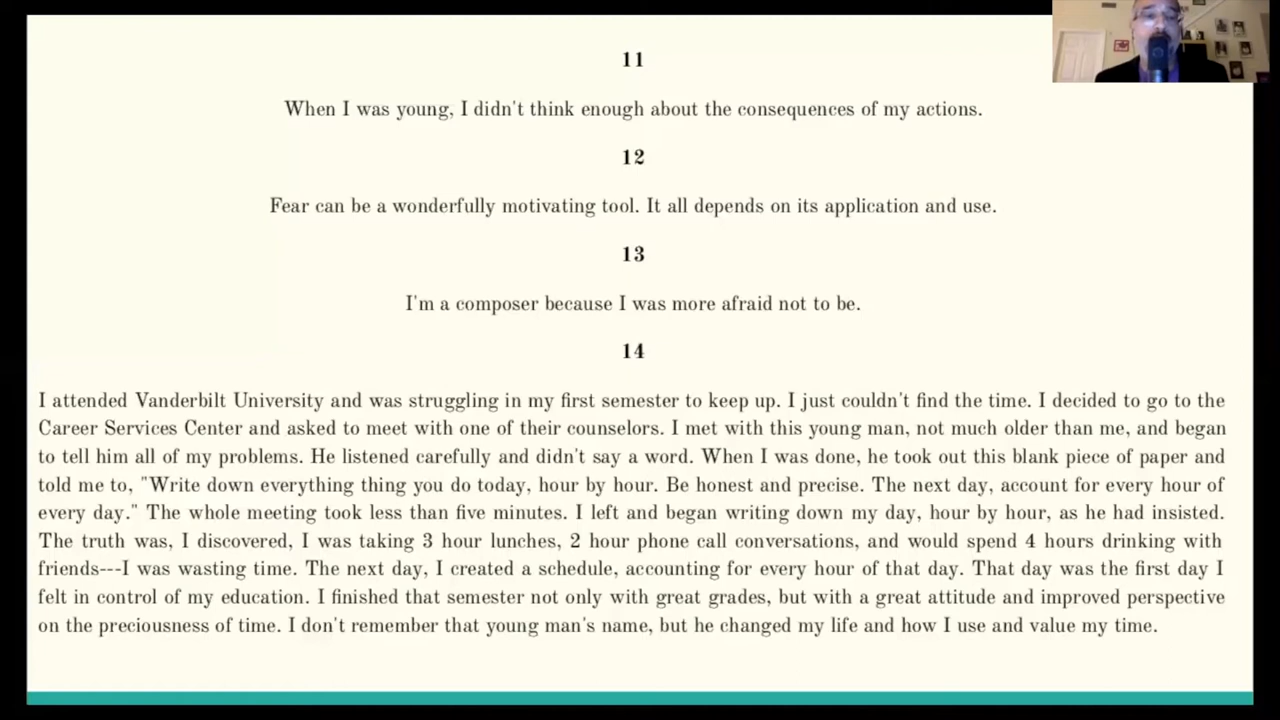 11
When I was young, I didn't think enough about the consequences of my actions.
12
Fear can be a wonderfully motivating tool. It all depends on its application and use.
13
I'm a composer because I was more afraid not to be.
14
I attended Vanderbilt University and was struggling in my first semester to keep up. I just couldn't find the time. I decided to go to the
Career Services Center and asked to meet with one of their counselors. I met with this young man, not much older than me, and began
to tell him all of my problems. He listened carefully and didn't say a word. When I was done, he took out this blank piece of paper and
told me to, "Write down everything thing you do today, hour by hour. Be honest and precise. The next day, account for every hour of
every day." The whole meeting took less than five minutes. I left and began writing down my day, hour by hour, as he had insisted.
The truth was, I discovered, I was taking 3 hour lunches, 2 hour phone call conversations, and would spend 4 hours drinking with
friends---I was wasting time. The next day, I created a schedule, accounting for every hour of that day. That day was the first day I
felt in control of my education. I finished that semester not only with great grades, but with a great attitude and improved perspective
on the preciousness of time. I don't remember that young man's name, but he changed my life and how I use and value my time.